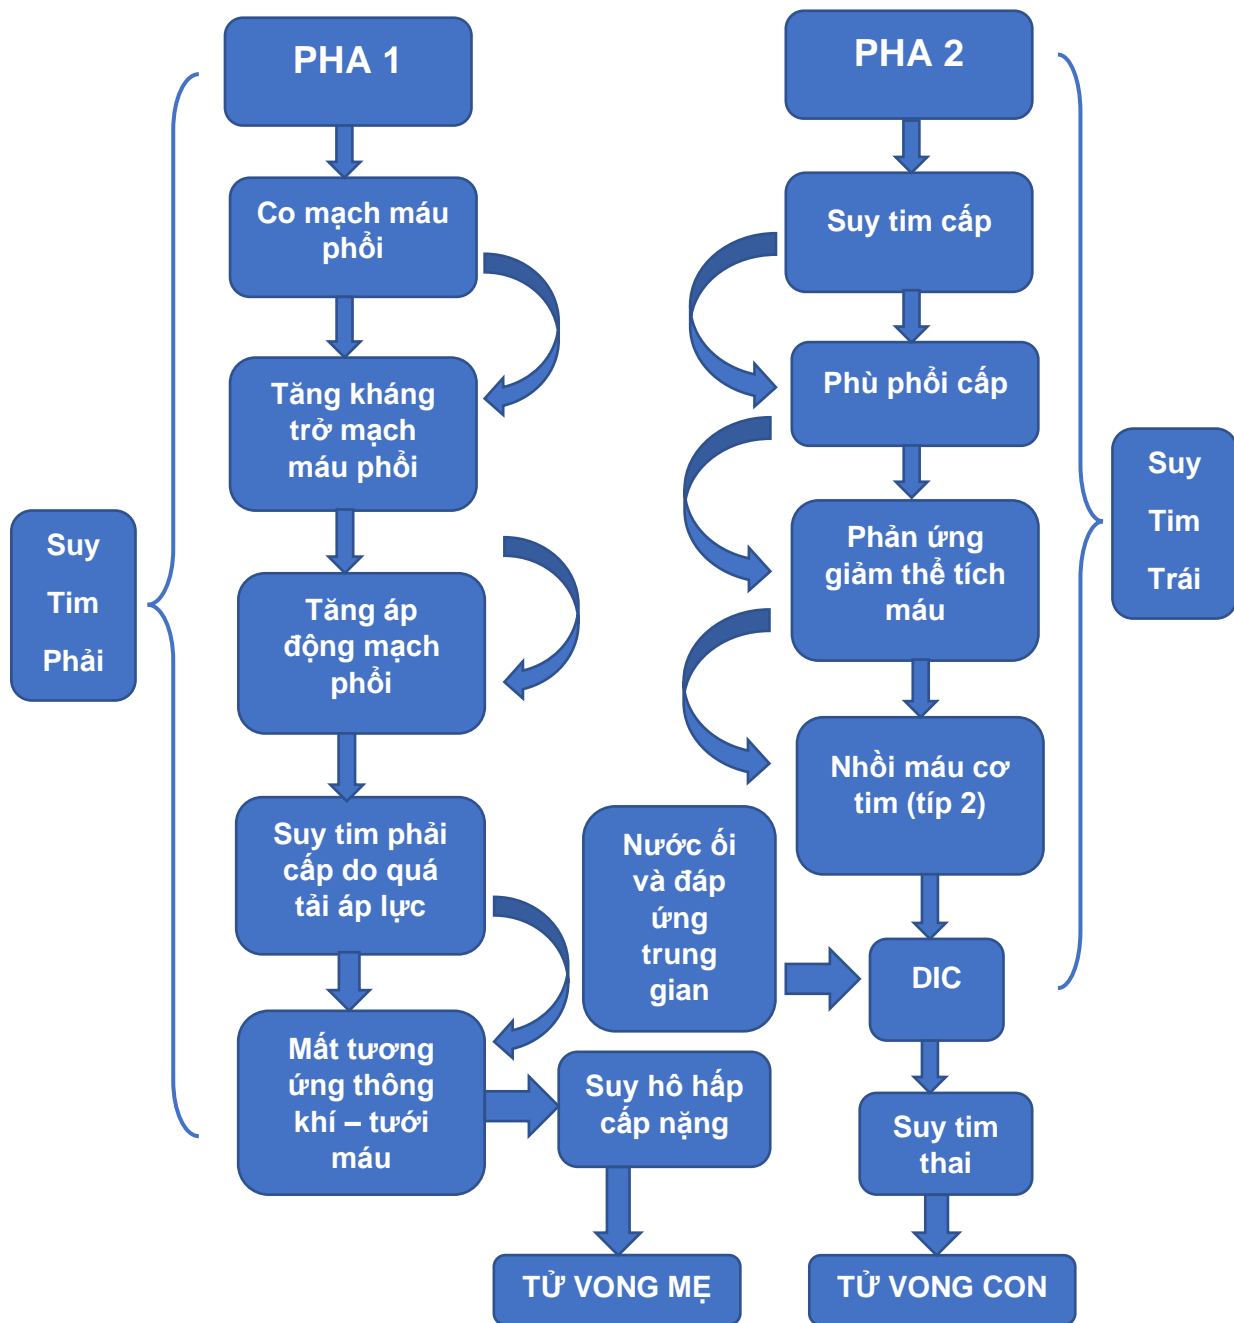 PHA 1
Co mạch máu
phổi
Tăng kháng
trở mạch
máu phổi
Tăng áp
động mạch
phổi
Suy tim phải
cấp do quá
tải áp lực
Mất tương
ứng thông
khí – tưới
máu
Suy
Tim
Phải
Suy hô hấp
cấp nặng
TỬ VONG MẸ
PHA 2
Suy tim cấp
Phù phổi cấp
Phản ứng
giảm thể tích
máu
Nhồi máu cơ
tim (típ 2)
Nước ối
và đáp
ứng
trung
gian
DIC
Suy tim
thai
TỬ VONG CON
Suy
Tim
Trái